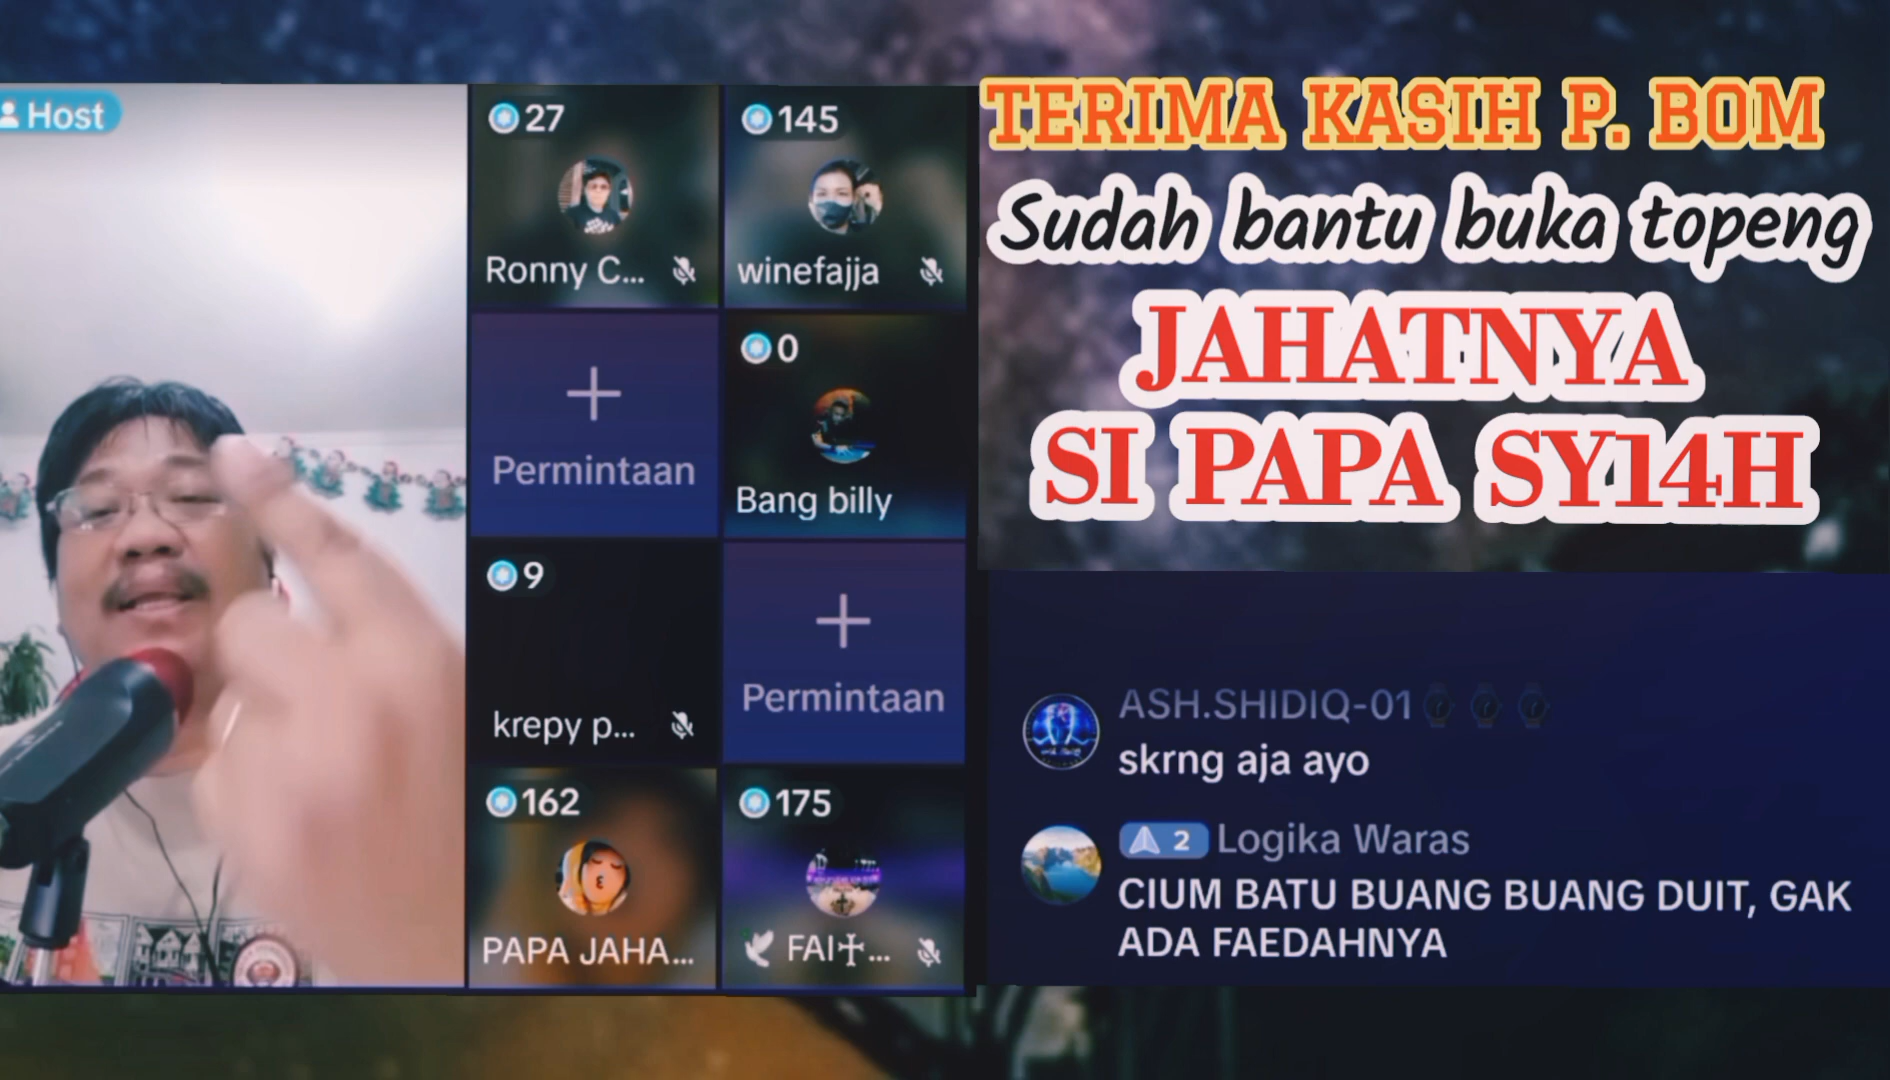 Host
27
Ronny C...
145
winefajja
+
Permintaan
0
Bang billy
9
krepy p...
+
Permintaan
162
PAPA JAHA...
175
FAI✝...
TERIMA KASIH P. BOM
Sudah bantu buka topeng
JAHATNYA
SI PAPA SY14H
ASH.SHIDIQ-01
skrng aja ayo
2 Logika Waras
CIUM BATU BUANG BUANG DUIT, GAK
ADA FAEDAHNYA